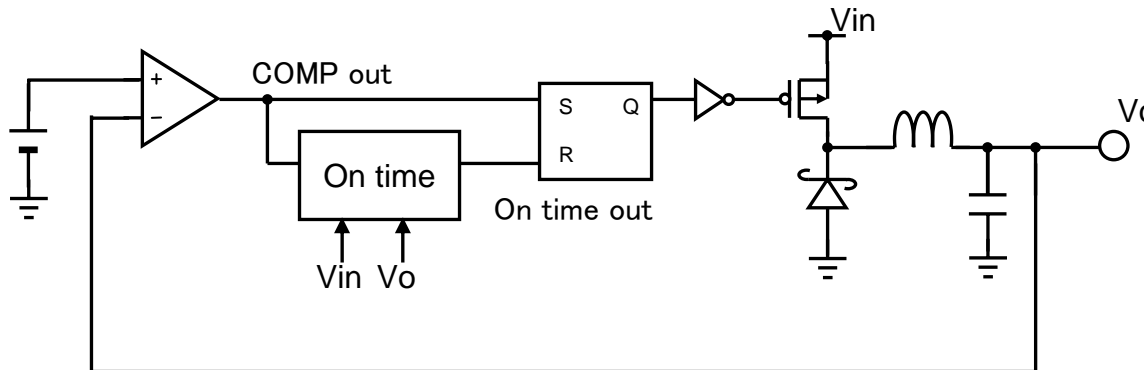 Vin
Vo
COMP out
+
−
S
Q
R
On time
On time out
Vin
Vo